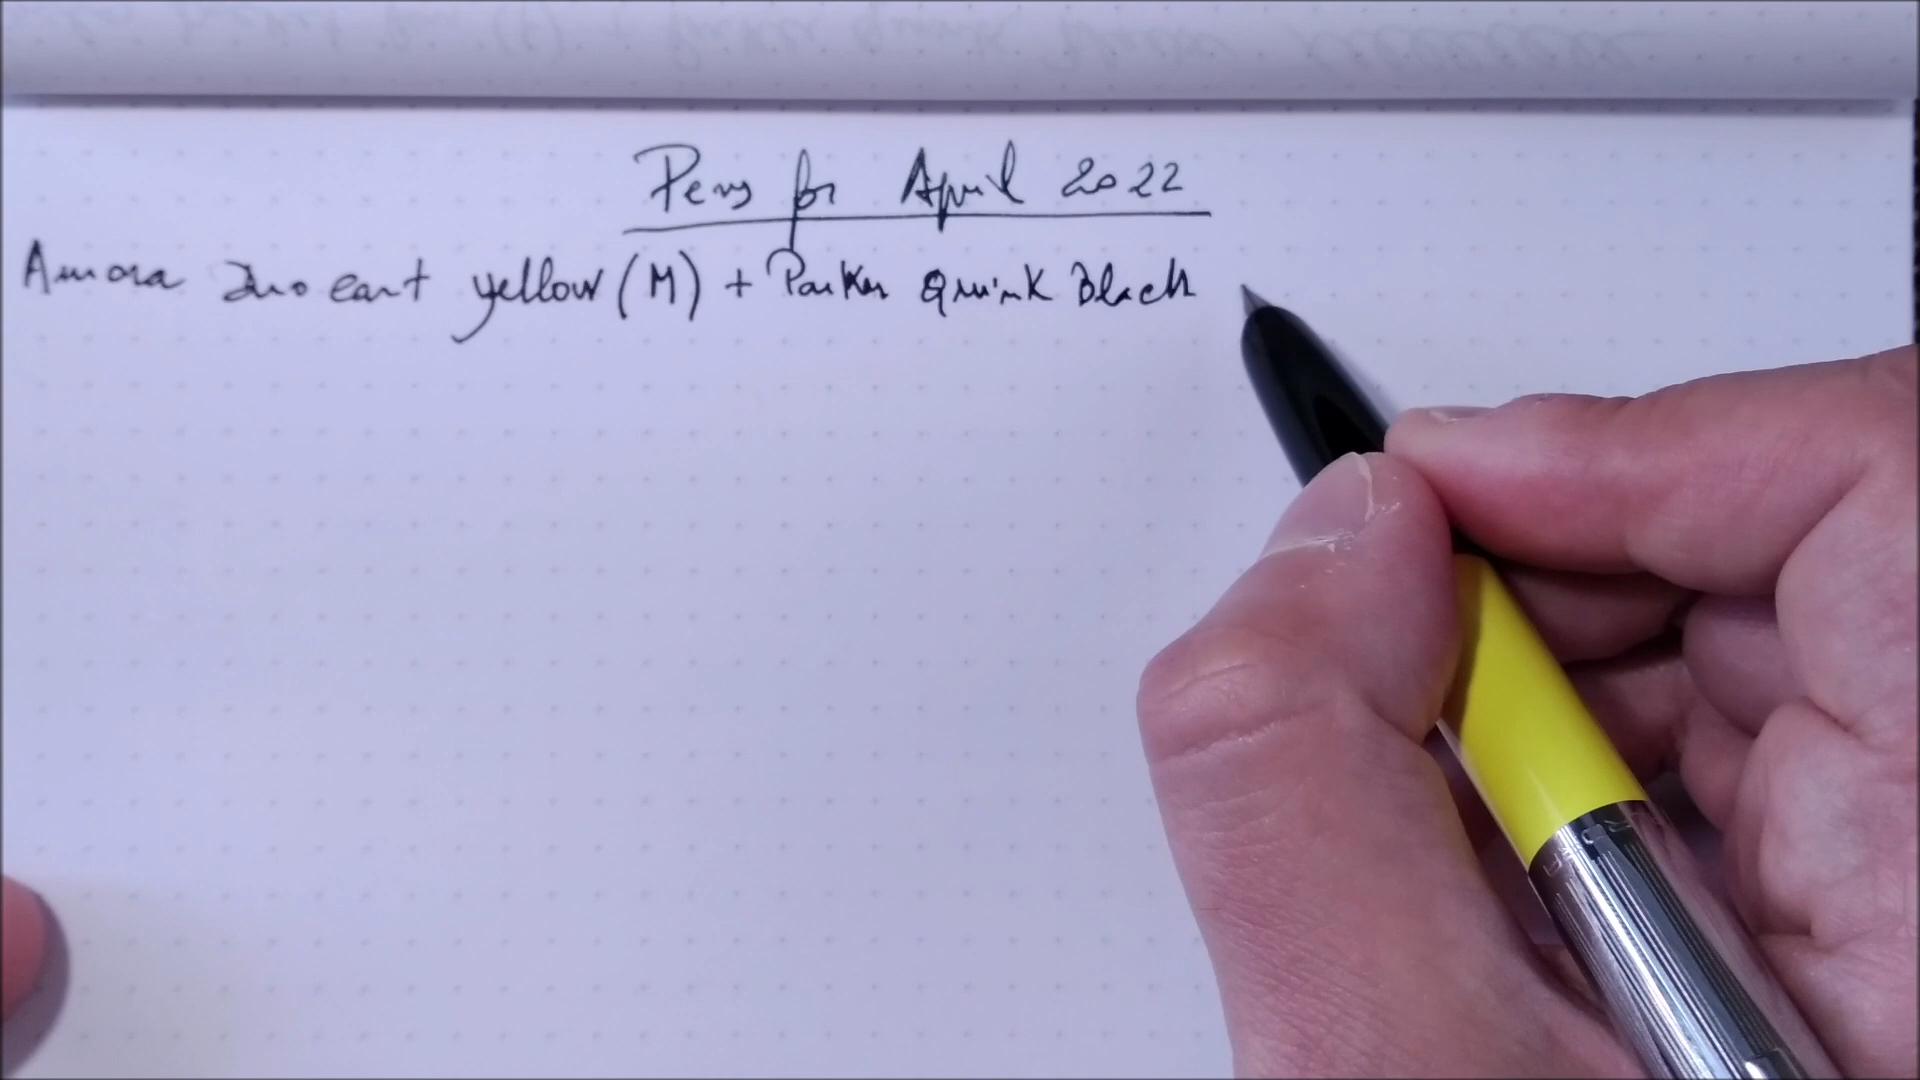 Pens for April 2022
Aurora Duo cart yellow (M) + Parker Quink Black